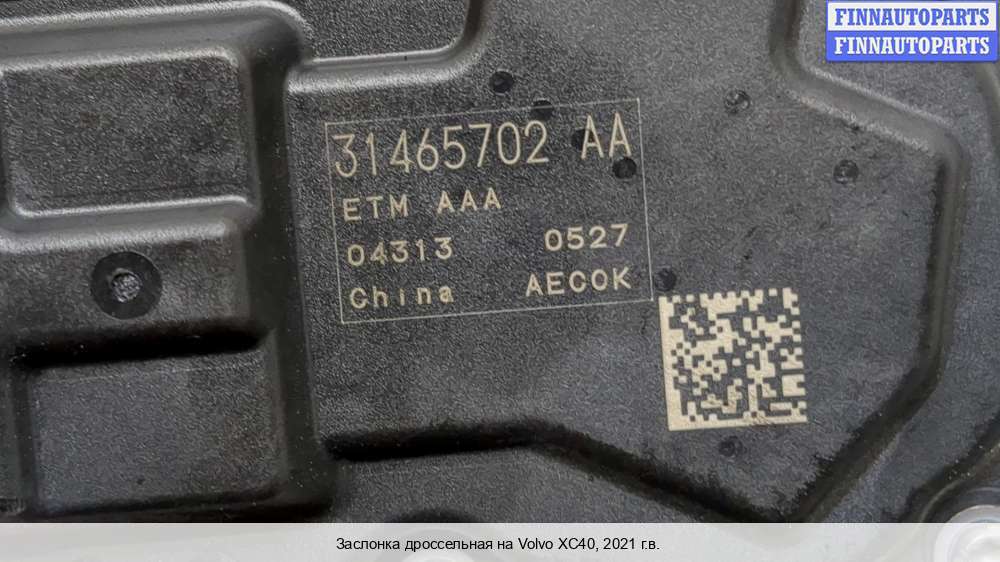 FINNAUTOPARTS
FINNAUTOPARTS
31465702 AA
ETM AAA
04313 0527
China AECOK
Заслонка дроссельная на Volvo XC40, 2021 г.в.